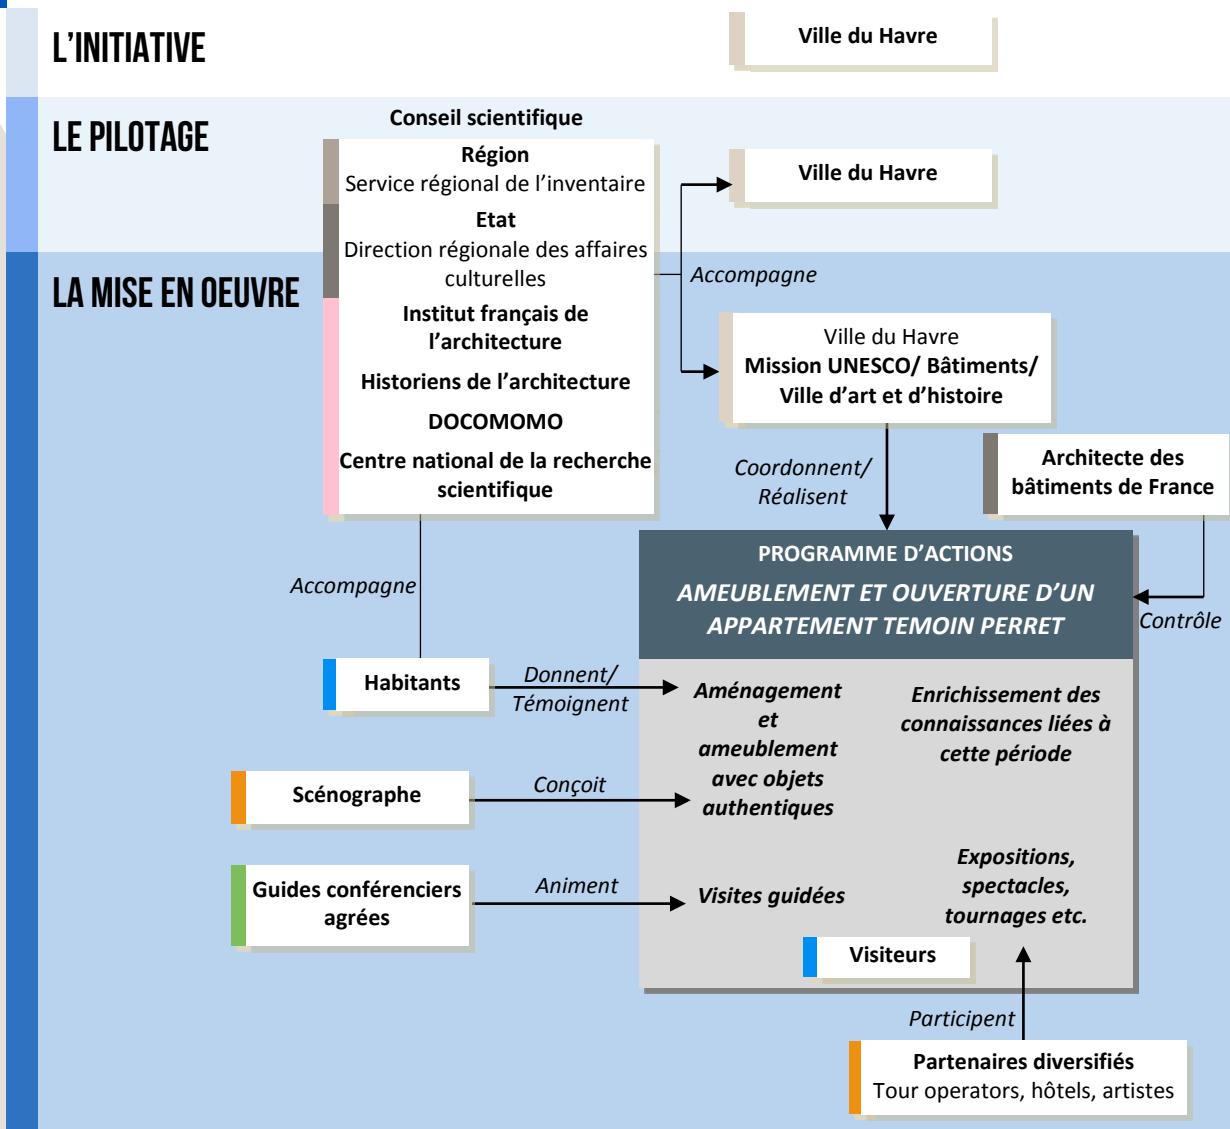 L'INITIATIVE
Ville du Havre
LE PILOTAGE
Conseil scientifique
Région
Service régional de l'inventaire
Etat
Direction régionale des affaires
culturelles
Institut français de
l'architecture
Historiens de l'architecture
DOCOMOMO
Centre national de la recherche
scientifique
Ville du Havre
Accompagne
LA MISE EN OEUVRE
Ville du Havre
Mission UNESCO/ Bâtiments/
Ville d'art et d'histoire
Coordonnent/
Réalisent
Architecte des
bâtiments de France
Contrôle
PROGRAMME D'ACTIONS
AMEUBLEMENT ET OUVERTURE D'UN
APPARTEMENT TEMOIN PERRET
Accompagne
Habitants
Donnent/
Témoignent
Aménagement
et
ameublement
avec objets
authentiques
Enrichissement des
connaissances liées à
cette période
Scénographe
Conçoit
Guides conférenciers
agrées
Animent
Visites guidées
Expositions,
spectacles,
tournages etc.
Visiteurs
Participent
Partenaires diversifiés
Tour operators, hôtels, artistes